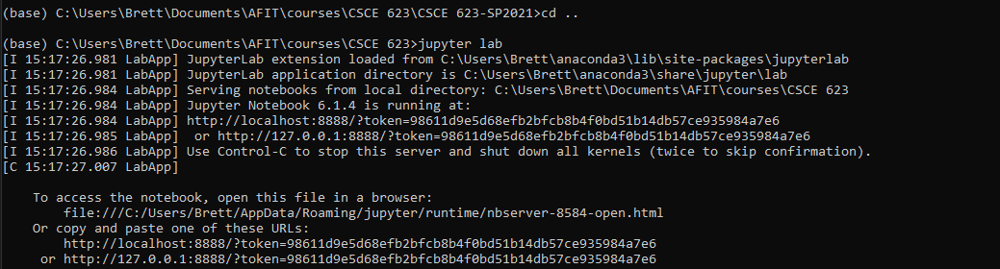 (base) C:\Users\Brett\Documents\AFIT\courses\CSCE 623\CSCE 623-SP2021>cd ..
(base) C:\Users\Brett\Documents\AFIT\courses\CSCE 623>jupyter lab
[I 15:17:26.981 LabApp] JupyterLab extension loaded from C:\Users\Brett\anaconda3\lib\site-packages\jupyterlab
[I 15:17:26.981 LabApp] JupyterLab application directory is C:\Users\Brett\anaconda3\share\jupyter\lab
[I 15:17:26.984 LabApp] Serving notebooks from local directory: C:\Users\Brett\Documents\AFIT\courses\CSCE 623
[I 15:17:26.984 LabApp] Jupyter Notebook 6.1.4 is running at:
[I 15:17:26.984 LabApp] http://localhost:8888/?token=98611d9e5d68efb2bfcb8b4f0bd51b14db57ce935984a7e6
[I 15:17:26.985 LabApp]  or http://127.0.0.1:8888/?token=98611d9e5d68efb2bfcb8b4f0bd51b14db57ce935984a7e6
[I 15:17:26.986 LabApp] Use Control-C to stop this server and shut down all kernels (twice to skip confirmation).
[C 15:17:27.007 LabApp]
To access the notebook, open this file in a browser:
file:///C:/Users/Brett/AppData/Roaming/jupyter/runtime/nbserver-8584-open.html
Or copy and paste one of these URLs:
http://localhost:8888/?token=98611d9e5d68efb2bfcb8b4f0bd51b14db57ce935984a7e6
or http://127.0.0.1:8888/?token=98611d9e5d68efb2bfcb8b4f0bd51b14db57ce935984a7e6